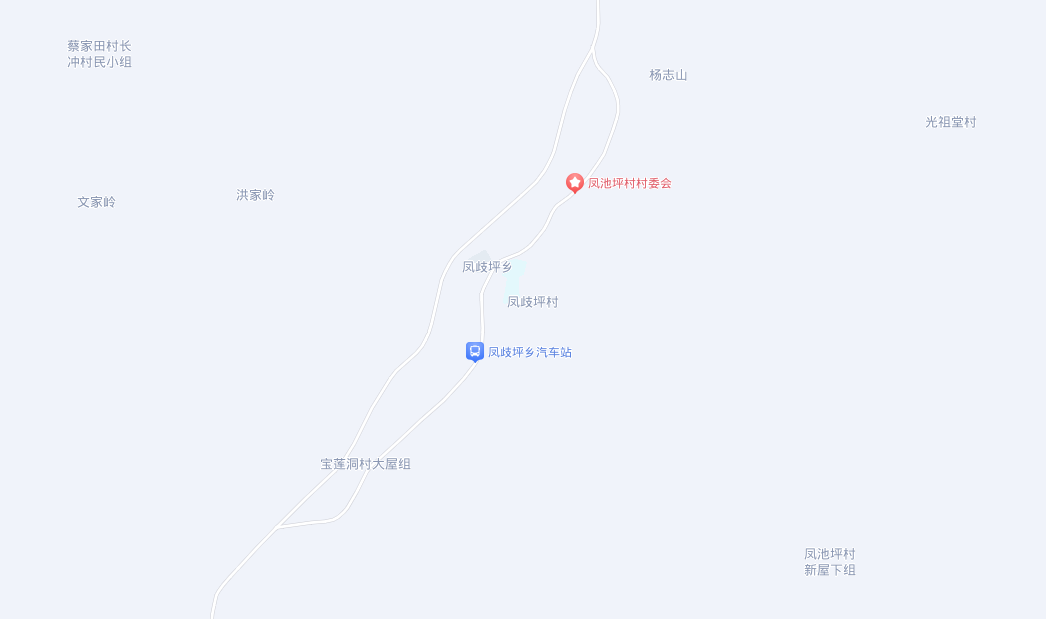 蔡家田村长
冲村民小组
杨志山
光祖堂村
凤池坪村村委会
洪家岭
文家岭
凤歧坪乡
凤歧坪村
凤歧坪乡汽车站
宝莲洞村大屋组
凤池坪村
新屋下组